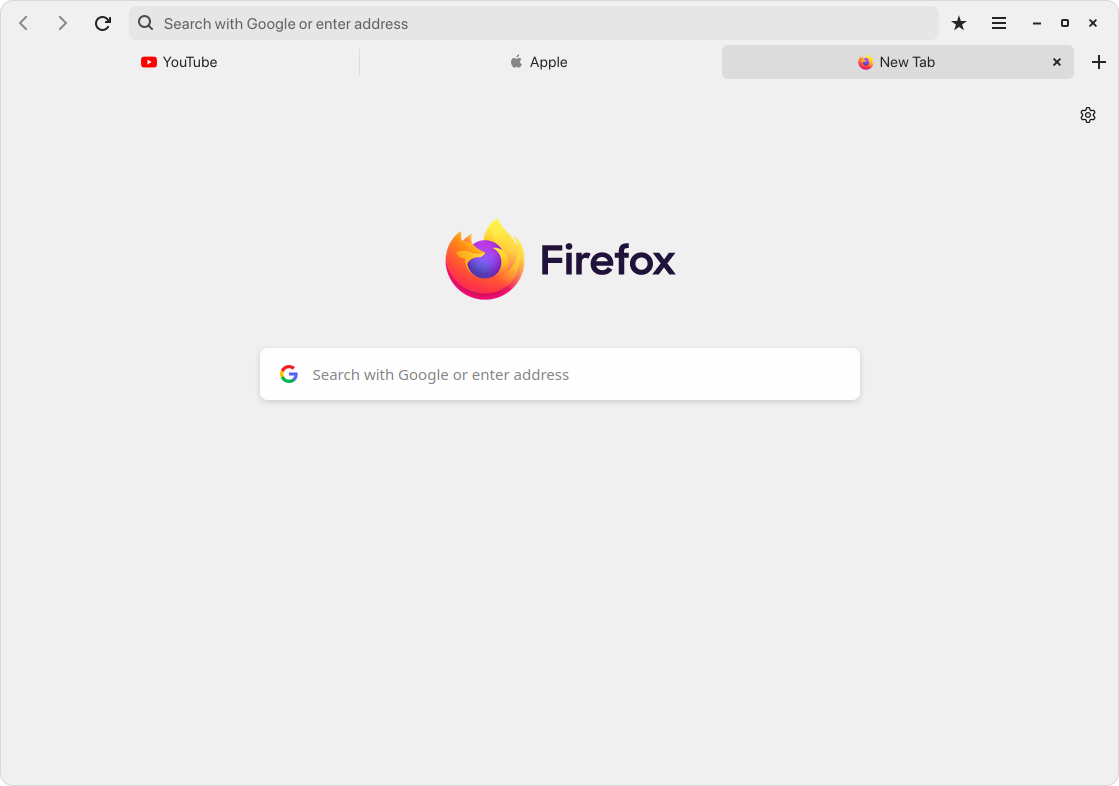 Search with Google or enter address
YouTube
Apple
New Tab
Firefox
Search with Google or enter address